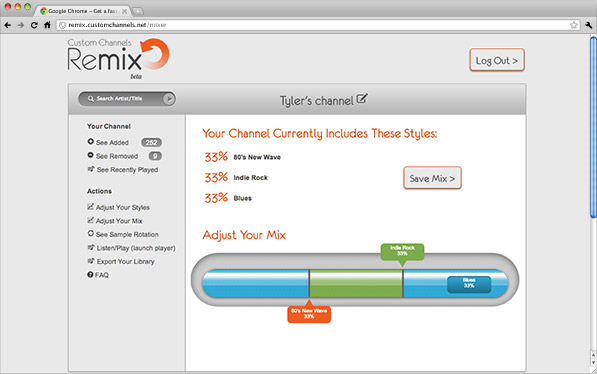 Google Chrome – Get a fast
remix.customchannels.net/mixer
Custom Channels
Remix
beta
Log Out >
Search Artist/Title
Tyler's channel
Your Channel
See Added 252
See Removed 9
See Recently Played
Actions
Adjust Your Styles
Adjust Your Mix
See Sample Rotation
Listen/Play (launch player)
Export Your Library
FAQ
Your Channel Currently Includes These Styles:
33% 80's New Wave
33% Indie Rock
33% Blues
Save Mix >
Adjust Your Mix
Indie Rock
33%
Blues
33%
80's New Wave
33%